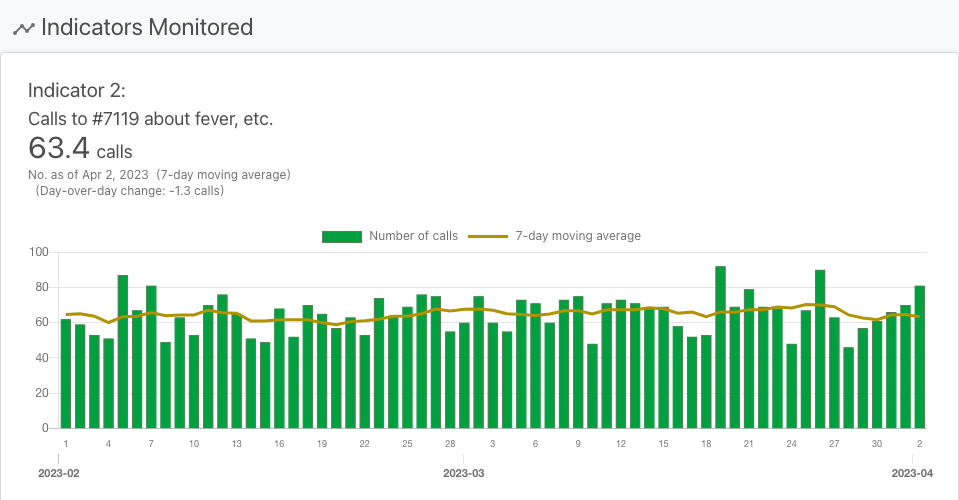 Indicators Monitored
Indicator 2:
Calls to #7119 about fever, etc.
63.4 calls
No. as of Apr 2, 2023 (7-day moving average)
(Day-over-day change: -1.3 calls)
Number of calls 7-day moving average
100
80
60
40
20
0
1 4 7 10 13 16 19 22 25 28 3 6 9 12 15 18 21 24 27 30 2
2023-02 2023-03 2023-04